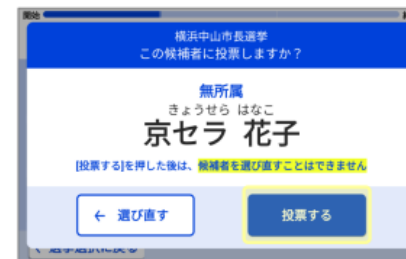 開始
横浜中山市長選挙
この候補者に投票しますか？
無所属
きょうせら はなこ
京セラ 花子
[投票する]を押した後は、候補者を選び直すことはできません
← 選び直す
投票する